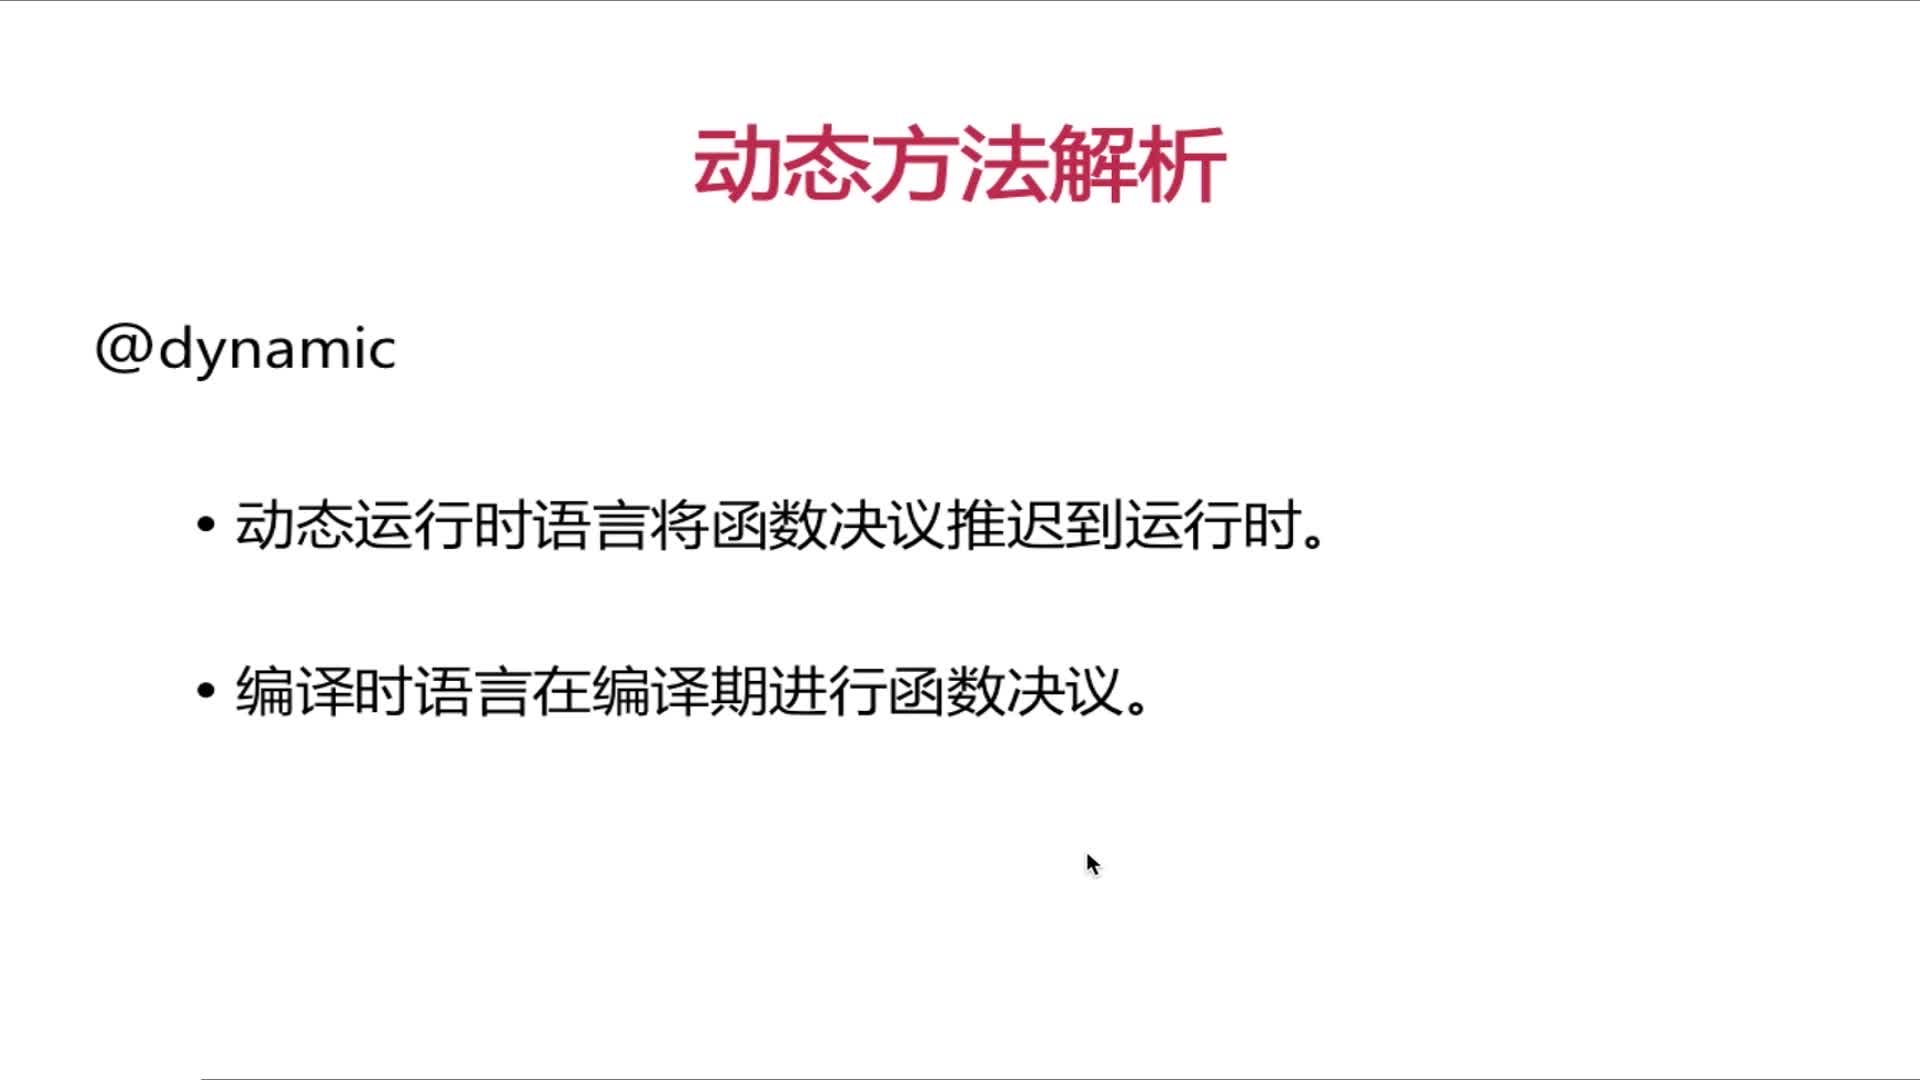 动态方法解析
@dynamic
• 动态运行时语言将函数决议推迟到运行时。
• 编译时语言在编译期进行函数决议。